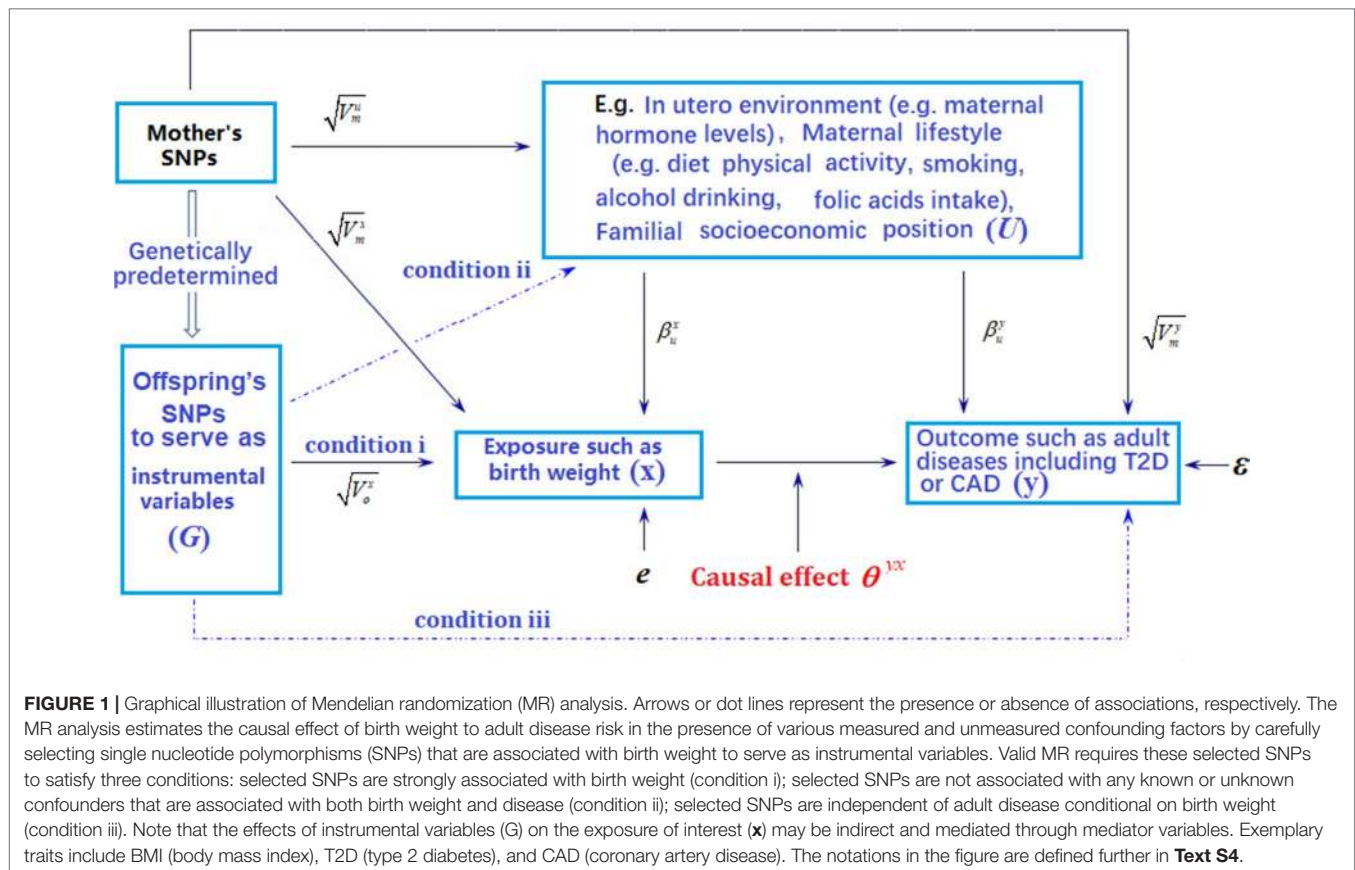 Mother's
SNPs
√V_m^u
E.g. In utero environment (e.g. maternal
hormone levels), Maternal lifestyle
(e.g. diet physical activity, smoking,
alcohol drinking, folic acids intake),
Familial socioeconomic position (U)
√V_m^x
Genetically
predetermined
condition ii
β_u^x
β_u^y
√V_m^y
Offspring's
SNPs
to serve as
instrumental
variables
(G)
condition i
√V_o^x
Exposure such as
birth weight (x)
Outcome such as adult
diseases including T2D
or CAD (y)
ε
e
Causal effect θ^yx
condition iii
FIGURE 1 | Graphical illustration of Mendelian randomization (MR) analysis. Arrows or dot lines represent the presence or absence of associations, respectively. The
MR analysis estimates the causal effect of birth weight to adult disease risk in the presence of various measured and unmeasured confounding factors by carefully
selecting single nucleotide polymorphisms (SNPs) that are associated with birth weight to serve as instrumental variables. Valid MR requires these selected SNPs
to satisfy three conditions: selected SNPs are strongly associated with birth weight (condition i); selected SNPs are not associated with any known or unknown
confounders that are associated with both birth weight and disease (condition ii); selected SNPs are independent of adult disease conditional on birth weight
(condition iii). Note that the effects of instrumental variables (G) on the exposure of interest (x) may be indirect and mediated through mediator variables. Exemplary
traits include BMI (body mass index), T2D (type 2 diabetes), and CAD (coronary artery disease). The notations in the figure are defined further in Text S4.